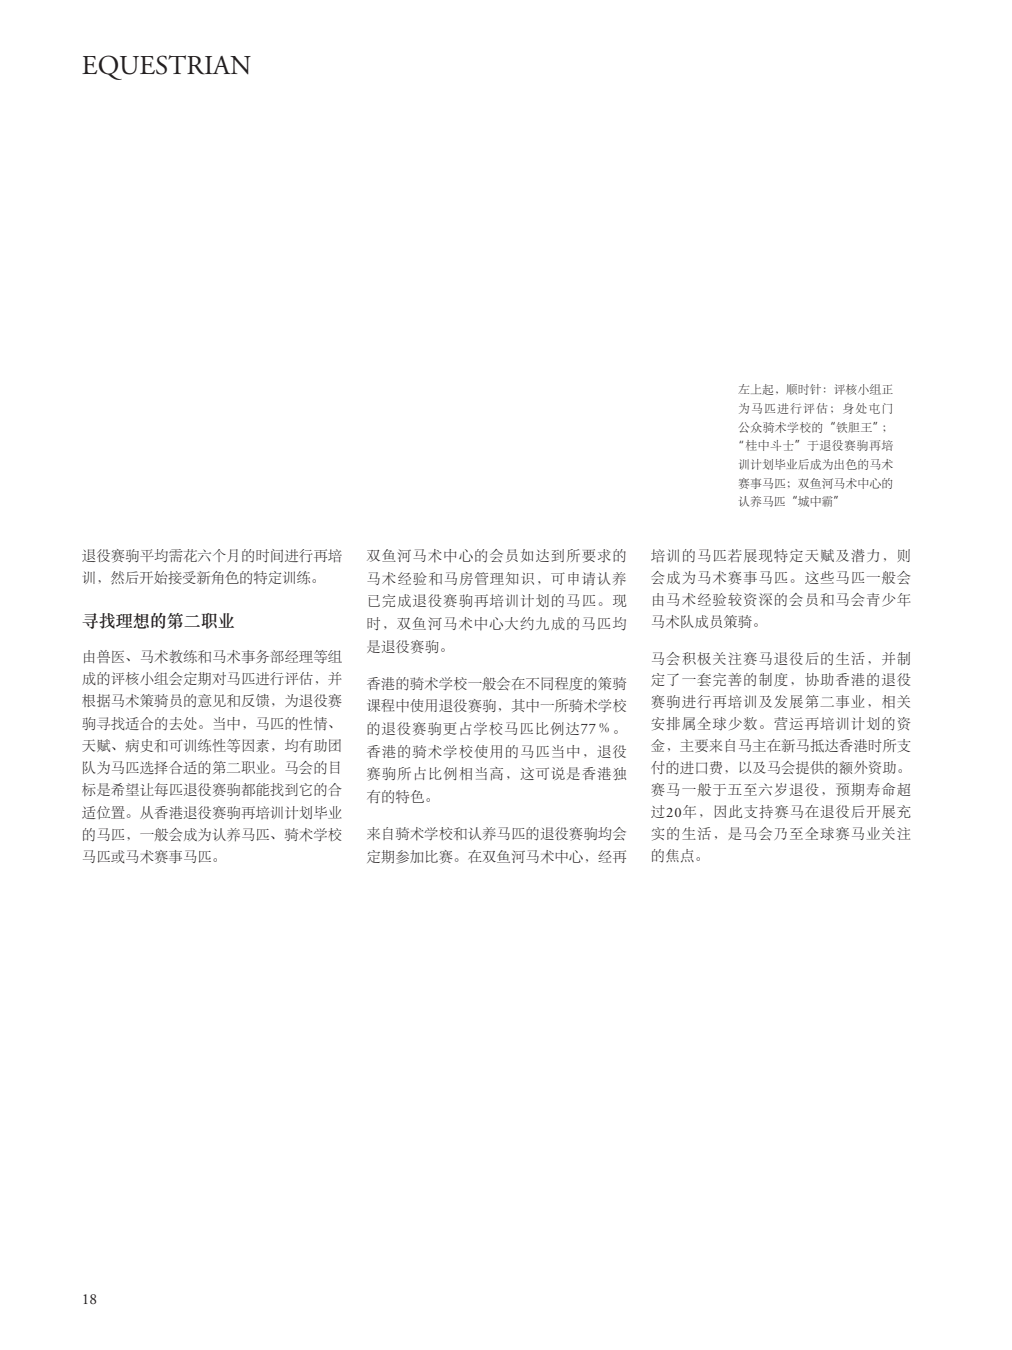 EQUESTRIAN
左上起，顺时针：评核小组正
为马匹进行评估；身处屯门
公众骑术学校的“铁胆王”；
“桂中斗士”于退役赛驹再培
训计划毕业后成为出色的马术
赛事马匹；双鱼河马术中心的
认养马匹“城中霸”
退役赛驹平均需花六个月的时间进行再培
训，然后开始接受新角色的特定训练。
寻找理想的第二职业
由兽医、马术教练和马术事务部经理等组
成的评核小组会定期对马匹进行评估，并
根据马术策骑员的意见和反馈，为退役赛
驹寻找适合的去处。当中，马匹的性情、
天赋、病史和可训练性等因素，均有助团
队为马匹选择合适的第二职业。马会的目
标是希望让每匹退役赛驹都能找到它的合
适位置。从香港退役赛驹再培训计划毕业
的马匹，一般会成为认养马匹、骑术学校
马匹或马术赛事马匹。
双鱼河马术中心的会员如达到所要求的
马术经验和马房管理知识，可申请认养
已完成退役赛驹再培训计划的马匹。现
时，双鱼河马术中心大约九成的马匹均
是退役赛驹。
香港的骑术学校一般会在不同程度的策骑
课程中使用退役赛驹，其中一所骑术学校
的退役赛驹更占学校马匹比例达77％。
香港的骑术学校使用的马匹当中，退役
赛驹所占比例相当高，这可说是香港独
有的特色。
来自骑术学校和认养马匹的退役赛驹均会
定期参加比赛。在双鱼河马术中心，经再
培训的马匹若展现特定天赋及潜力，则
会成为马术赛事马匹。这些马匹一般会
由马术经验较资深的会员和马会青少年
马术队成员策骑。
马会积极关注赛马退役后的生活，并制
定了一套完善的制度，协助香港的退役
赛驹进行再培训及发展第二事业，相关
安排属全球少数。营运再培训计划的资
金，主要来自马主在新马抵达香港时所支
付的进口费，以及马会提供的额外资助。
赛马一般于五至六岁退役，预期寿命超
过20年，因此支持赛马在退役后开展充
实的生活，是马会乃至全球赛马业关注
的焦点。
18